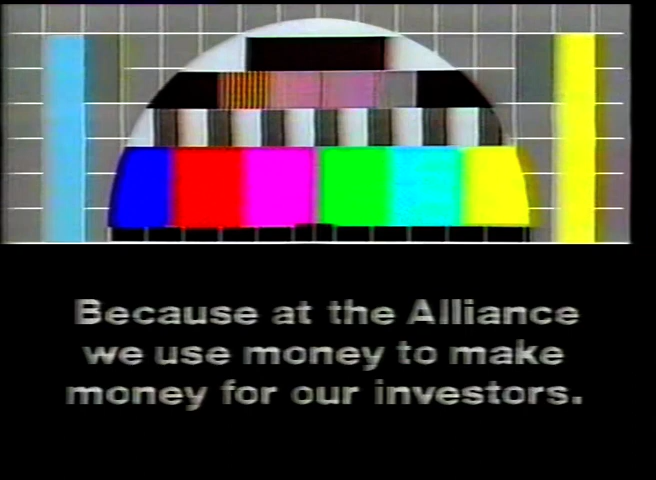 Because at the Alliance
we use money to make
money for our investors.